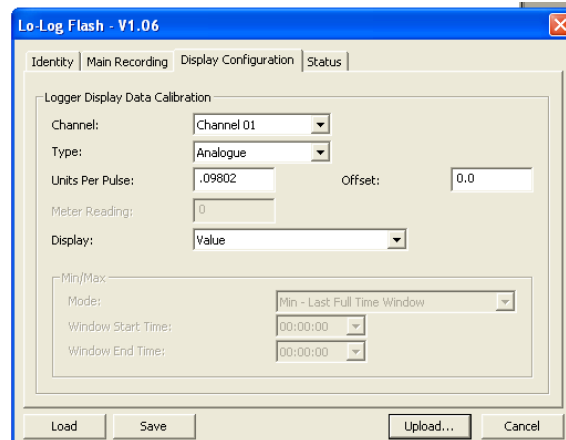 Lo-Log Flash - V1.06
Identity Main Recording Display Configuration Status
Logger Display Data Calibration
Channel: Channel 01
Type: Analogue
Units Per Pulse: .09802 Offset: 0.0
Meter Reading: 0
Display: Value
Min/Max
Mode: Min - Last Full Time Window
Window Start Time: 00:00:00
Window End Time: 00:00:00
Load Save Upload... Cancel